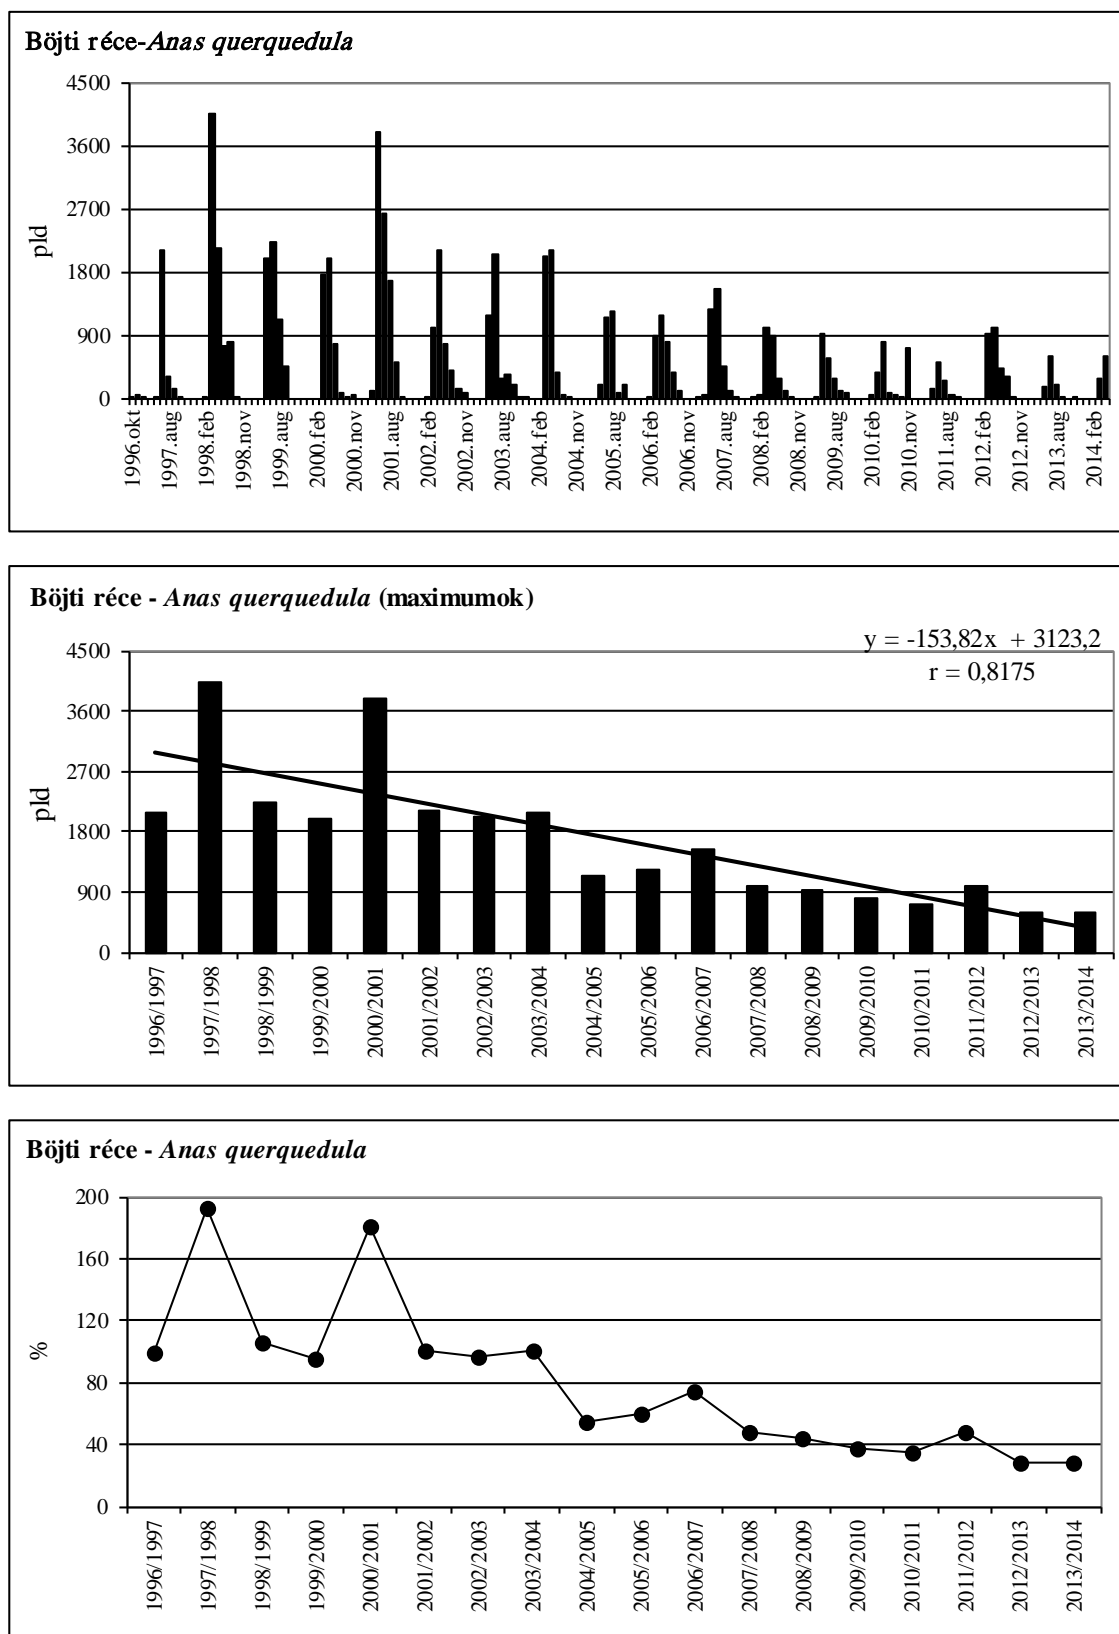 Böjti réce-Anas querquedula
4500
3600
2700
1800
900
0
pld
1996.okt
1997.aug
1998.feb
1998.nov
1999.aug
2000.feb
2000.nov
2001.aug
2002.feb
2002.nov
2003.aug
2004.feb
2004.nov
2005.aug
2006.feb
2006.nov
2007.aug
2008.feb
2008.nov
2009.aug
2010.feb
2010.nov
2011.aug
2012.feb
2012.nov
2013.aug
2014.feb
Böjti réce - Anas querquedula (maximumok)
y = -153,82x + 3123,2
r = 0,8175
4500
3600
2700
1800
900
0
pld
1996/1997
1997/1998
1998/1999
1999/2000
2000/2001
2001/2002
2002/2003
2003/2004
2004/2005
2005/2006
2006/2007
2007/2008
2008/2009
2009/2010
2010/2011
2011/2012
2012/2013
2013/2014
Böjti réce - Anas querquedula
200
160
120
80
40
0
%
1996/1997
1997/1998
1998/1999
1999/2000
2000/2001
2001/2002
2002/2003
2003/2004
2004/2005
2005/2006
2006/2007
2007/2008
2008/2009
2009/2010
2010/2011
2011/2012
2012/2013
2013/2014